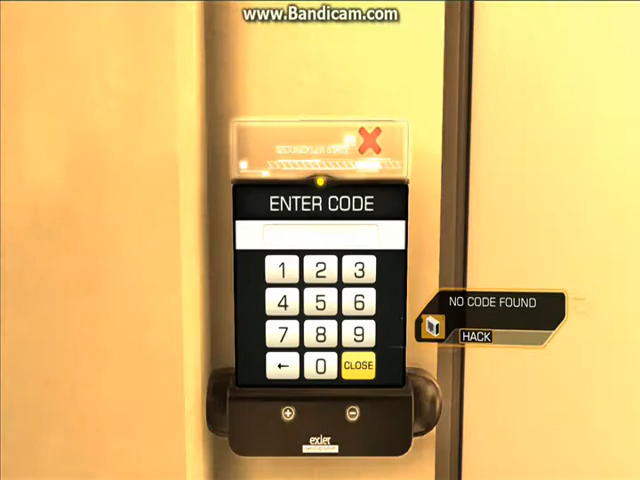 www.Bandicam.com
ENTER CODE
1 2 3
4 5 6
7 8 9
← 0 CLOSE
NO CODE FOUND
HACK
exler